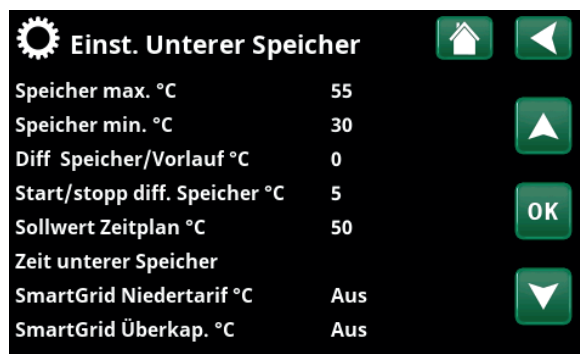 Einst. Unterer Speicher
Speicher max. °C 55
Speicher min. °C 30
Diff Speicher/Vorlauf °C 0
Start/stopp diff. Speicher °C 5
Sollwert Zeitplan °C 50
OK
Zeit unterer Speicher
SmartGrid Niedertarif °C Aus
SmartGrid Überkap. °C Aus